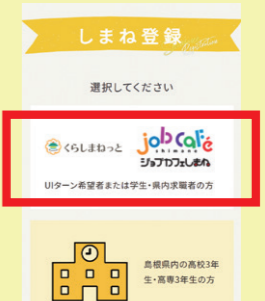 しまね登録
選択してください
くらしまねっと
job café
shimane
ジョブカフェしまね
UIターン希望者または学生・県内求職者の方
島根県内の高校3年
生・高専3年生の方